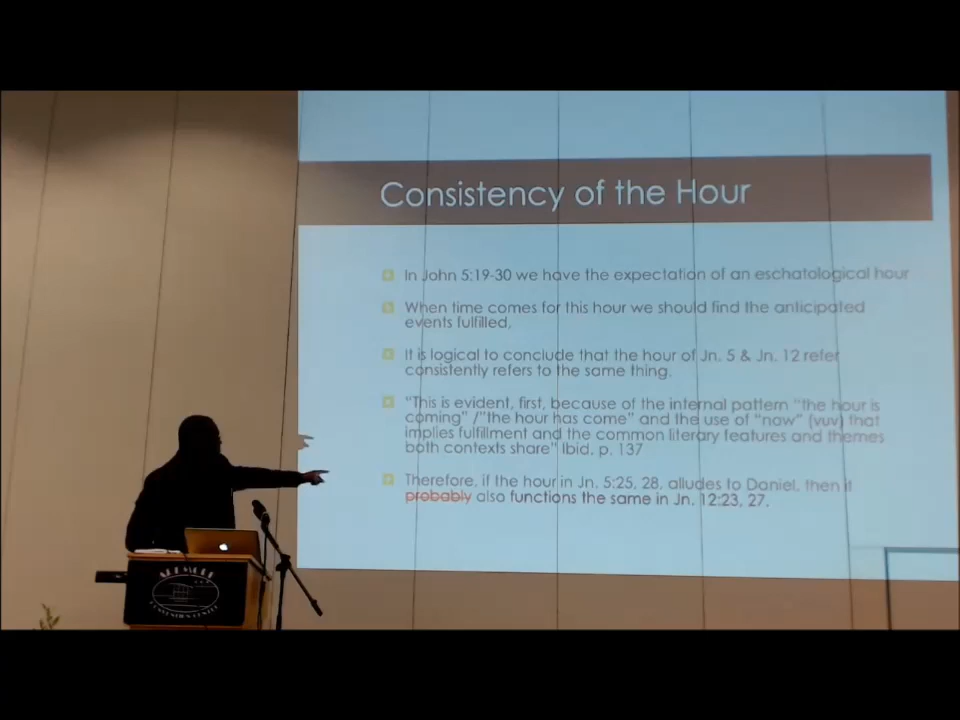 Consistency of the Hour
In John 5:19-30 we have the expectation of an eschatological hour
When time comes for this hour we should find the anticipated
events fulfilled.
It is logical to conclude that the hour of Jn. 5 & Jn. 12 refer
consistently refers to the same thing.
"This is evident, first, because of the internal pattern "the hour is
coming" /"the hour has come" and the use of "now" (νυν) that
implies fulfillment and the common literary features and themes
both contexts share" Ibid. p. 137
Therefore, if the hour in Jn. 5:25, 28, alludes to Daniel, then it
probably also functions the same in Jn. 12:23, 27.
ARDMORE
CONVENTION CENTER